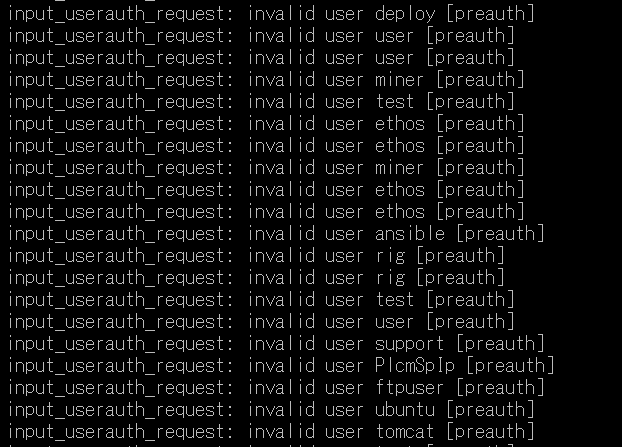 input_userauth_request: invalid user deploy [preauth]
input_userauth_request: invalid user user [preauth]
input_userauth_request: invalid user user [preauth]
input_userauth_request: invalid user miner [preauth]
input_userauth_request: invalid user test [preauth]
input_userauth_request: invalid user ethos [preauth]
input_userauth_request: invalid user ethos [preauth]
input_userauth_request: invalid user miner [preauth]
input_userauth_request: invalid user ethos [preauth]
input_userauth_request: invalid user ethos [preauth]
input_userauth_request: invalid user ansible [preauth]
input_userauth_request: invalid user rig [preauth]
input_userauth_request: invalid user rig [preauth]
input_userauth_request: invalid user test [preauth]
input_userauth_request: invalid user user [preauth]
input_userauth_request: invalid user support [preauth]
input_userauth_request: invalid user PlcmSpIp [preauth]
input_userauth_request: invalid user ftpuser [preauth]
input_userauth_request: invalid user ubuntu [preauth]
input_userauth_request: invalid user tomcat [preauth]